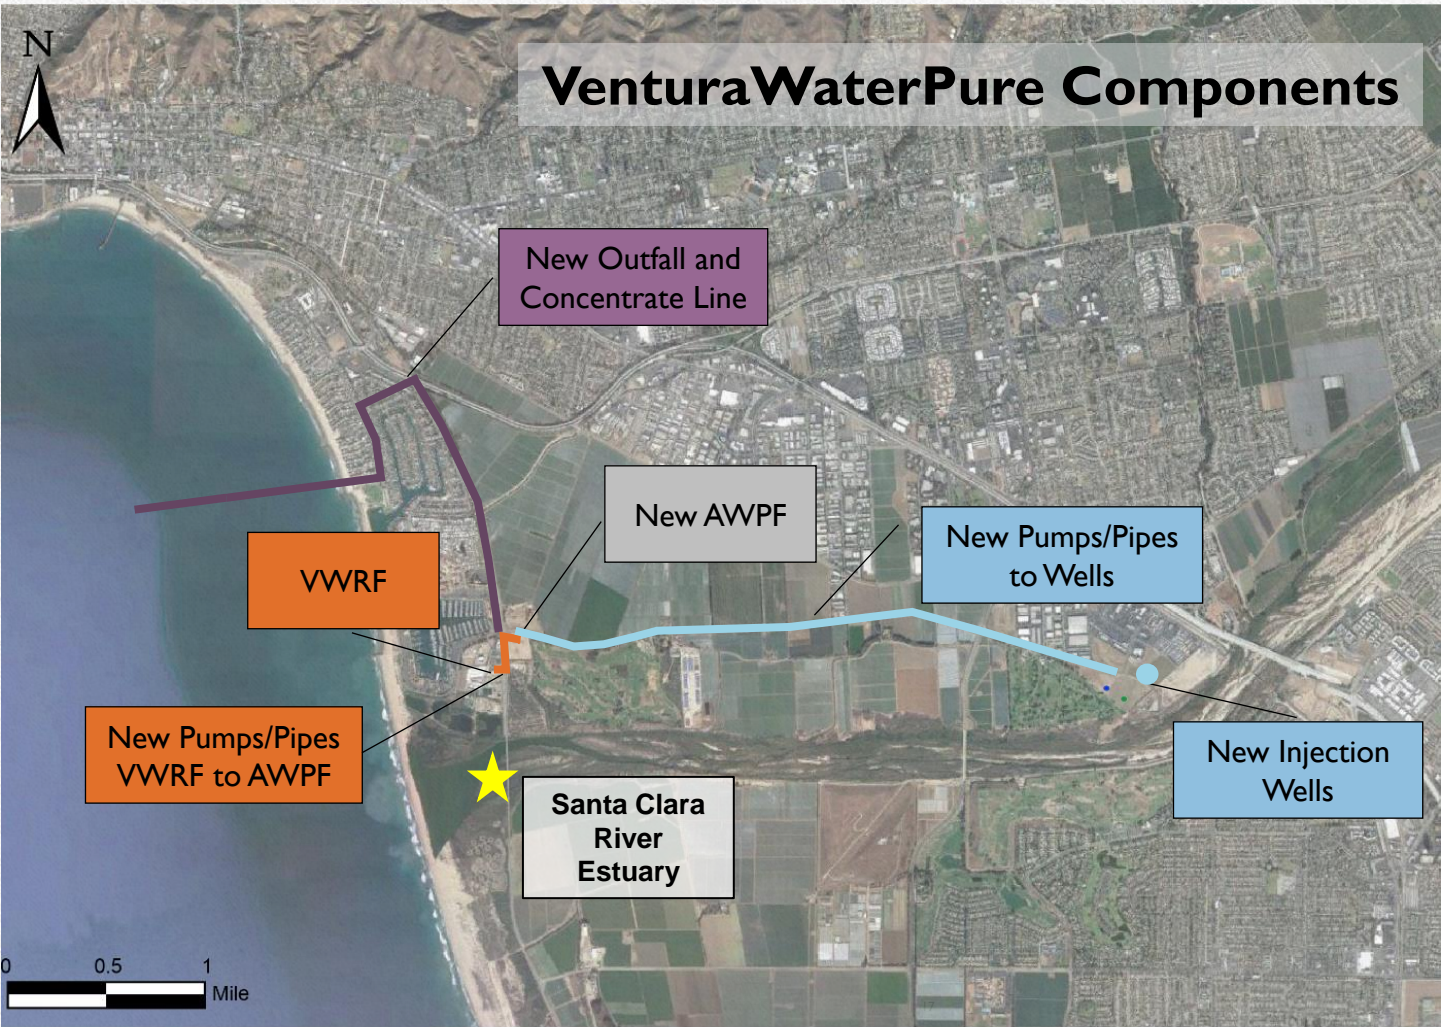 N
VenturaWaterPure Components
New Outfall and
Concentrate Line
New AWPF
New Pumps/Pipes
to Wells
VWRF
New Pumps/Pipes
VWRF to AWPF
New Injection
Wells
Santa Clara
River
Estuary
0 0.5 1
Mile